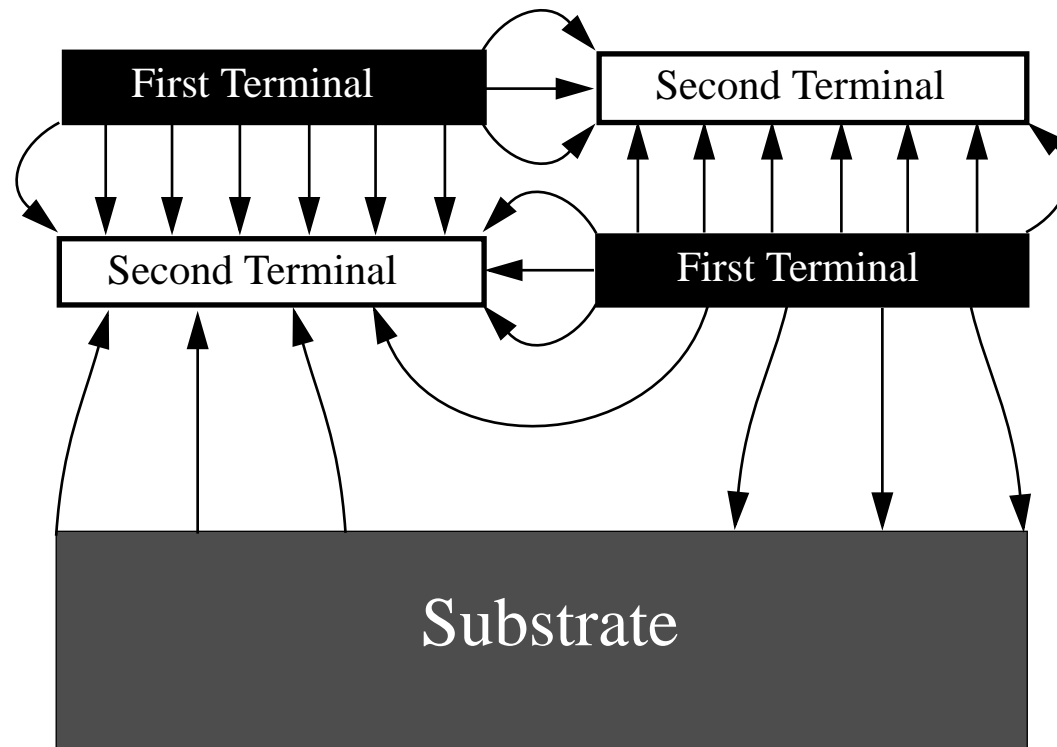 First Terminal
Second Terminal
Second Terminal
First Terminal
Substrate